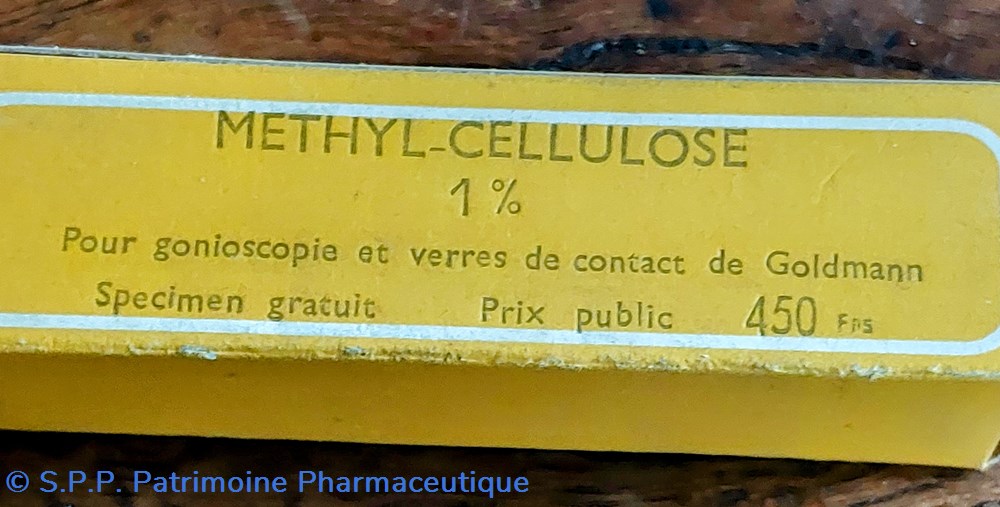 METHYL-CELLULOSE
1 %
Pour gonioscopie et verres de contact de Goldmann
Specimen gratuit Prix public 450 Frs
© S.P.P. Patrimoine Pharmaceutique